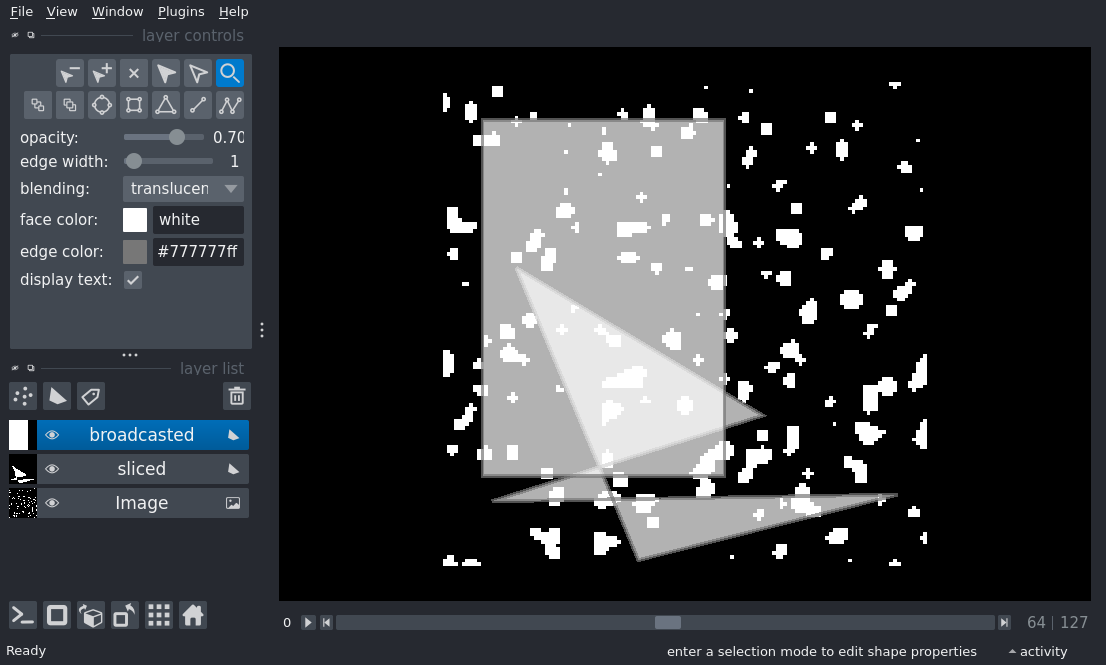 File View Window Plugins Help
layer controls
opacity: 0.70
edge width: 1
blending: translucen
face color: white
edge color: #777777ff
display text:
layer list
broadcasted
sliced
Image
0 64 | 127
Ready enter a selection mode to edit shape properties activity